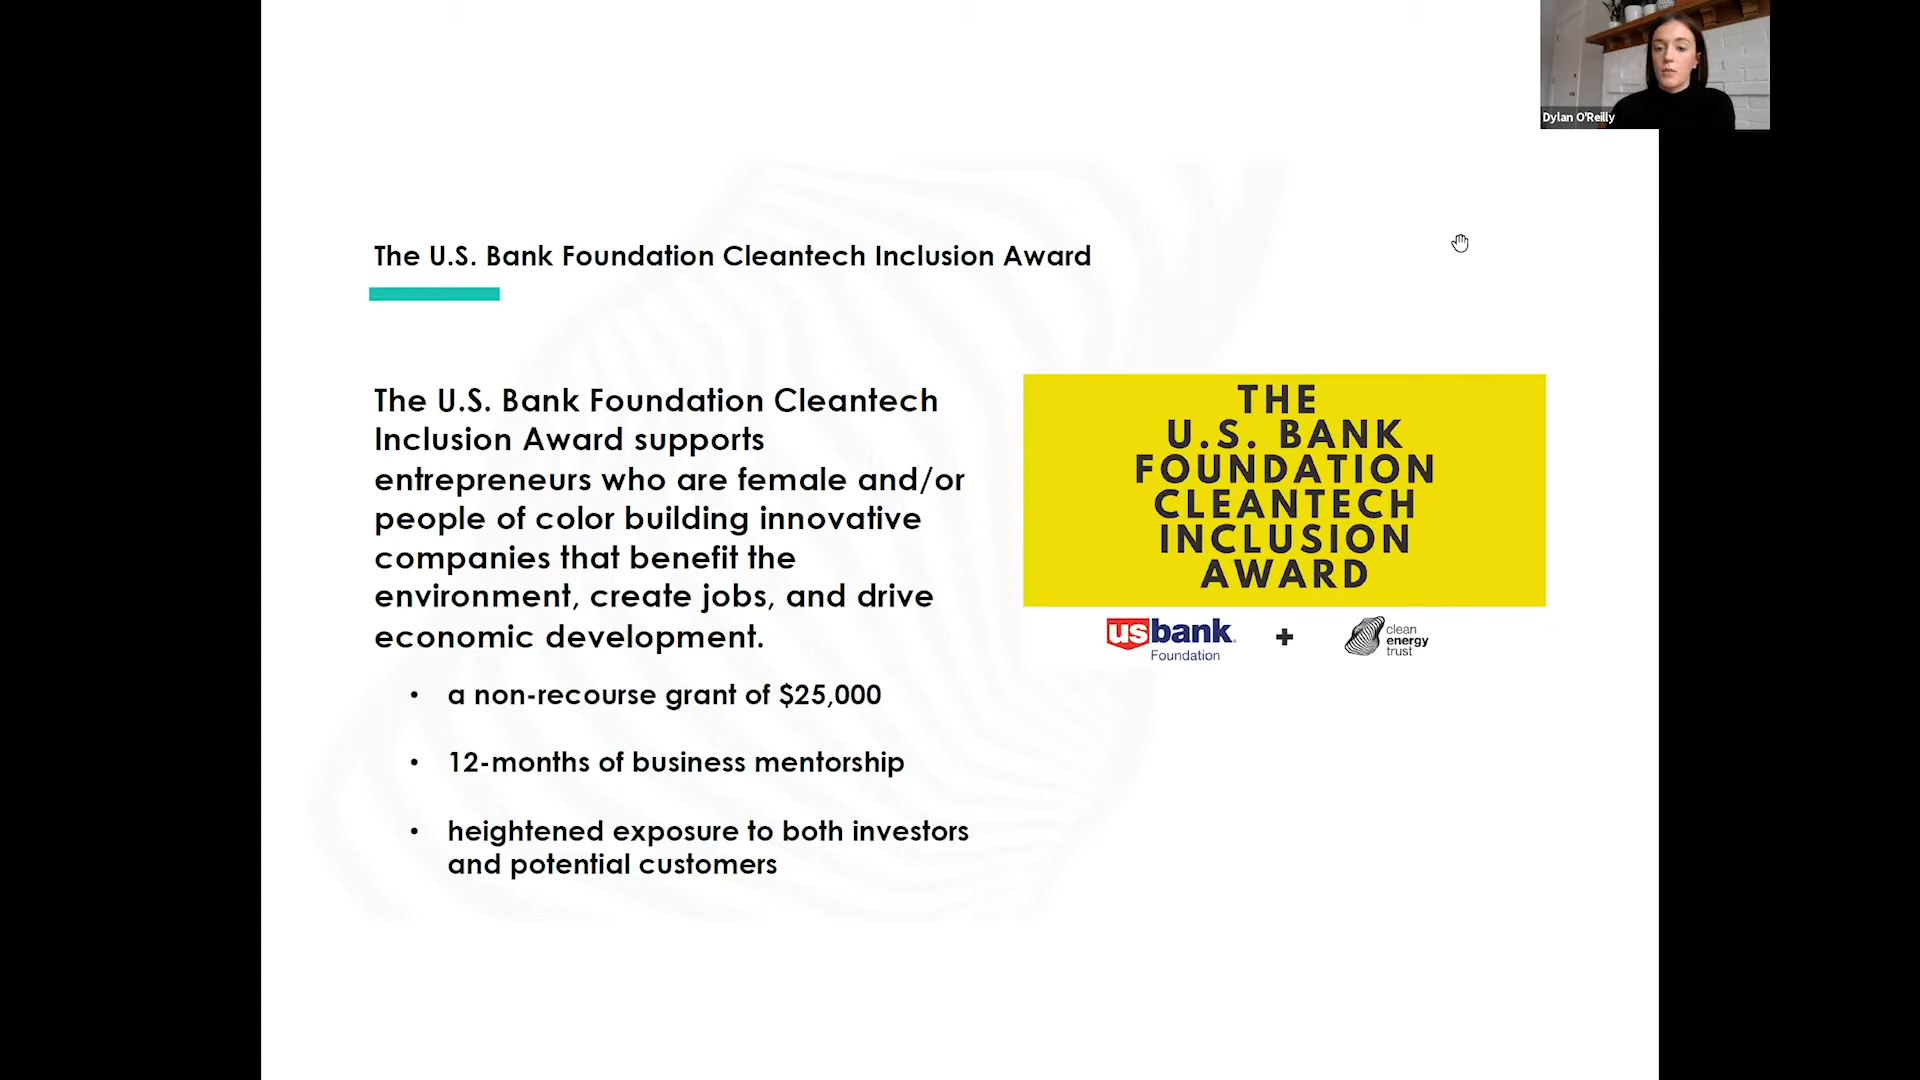 Dylan O'Reilly
The U.S. Bank Foundation Cleantech Inclusion Award
The U.S. Bank Foundation Cleantech
Inclusion Award supports
entrepreneurs who are female and/or
people of color building innovative
companies that benefit the
environment, create jobs, and drive
economic development.
• a non-recourse grant of $25,000
• 12-months of business mentorship
• heightened exposure to both investors
and potential customers
THE
U.S. BANK
FOUNDATION
CLEANTECH
INCLUSION
AWARD
usbank.
Foundation
+
clean
energy
trust